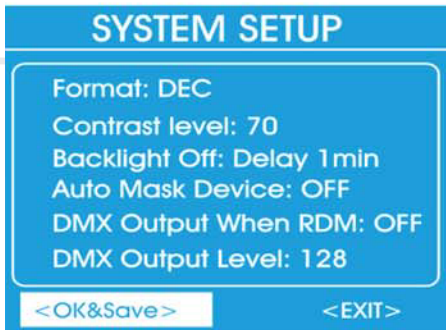 SYSTEM SETUP
Format: DEC
Contrast level: 70
Backlight Off: Delay 1min
Auto Mask Device: OFF
DMX Output When RDM: OFF
DMX Output Level: 128
<OK&Save> <EXIT>